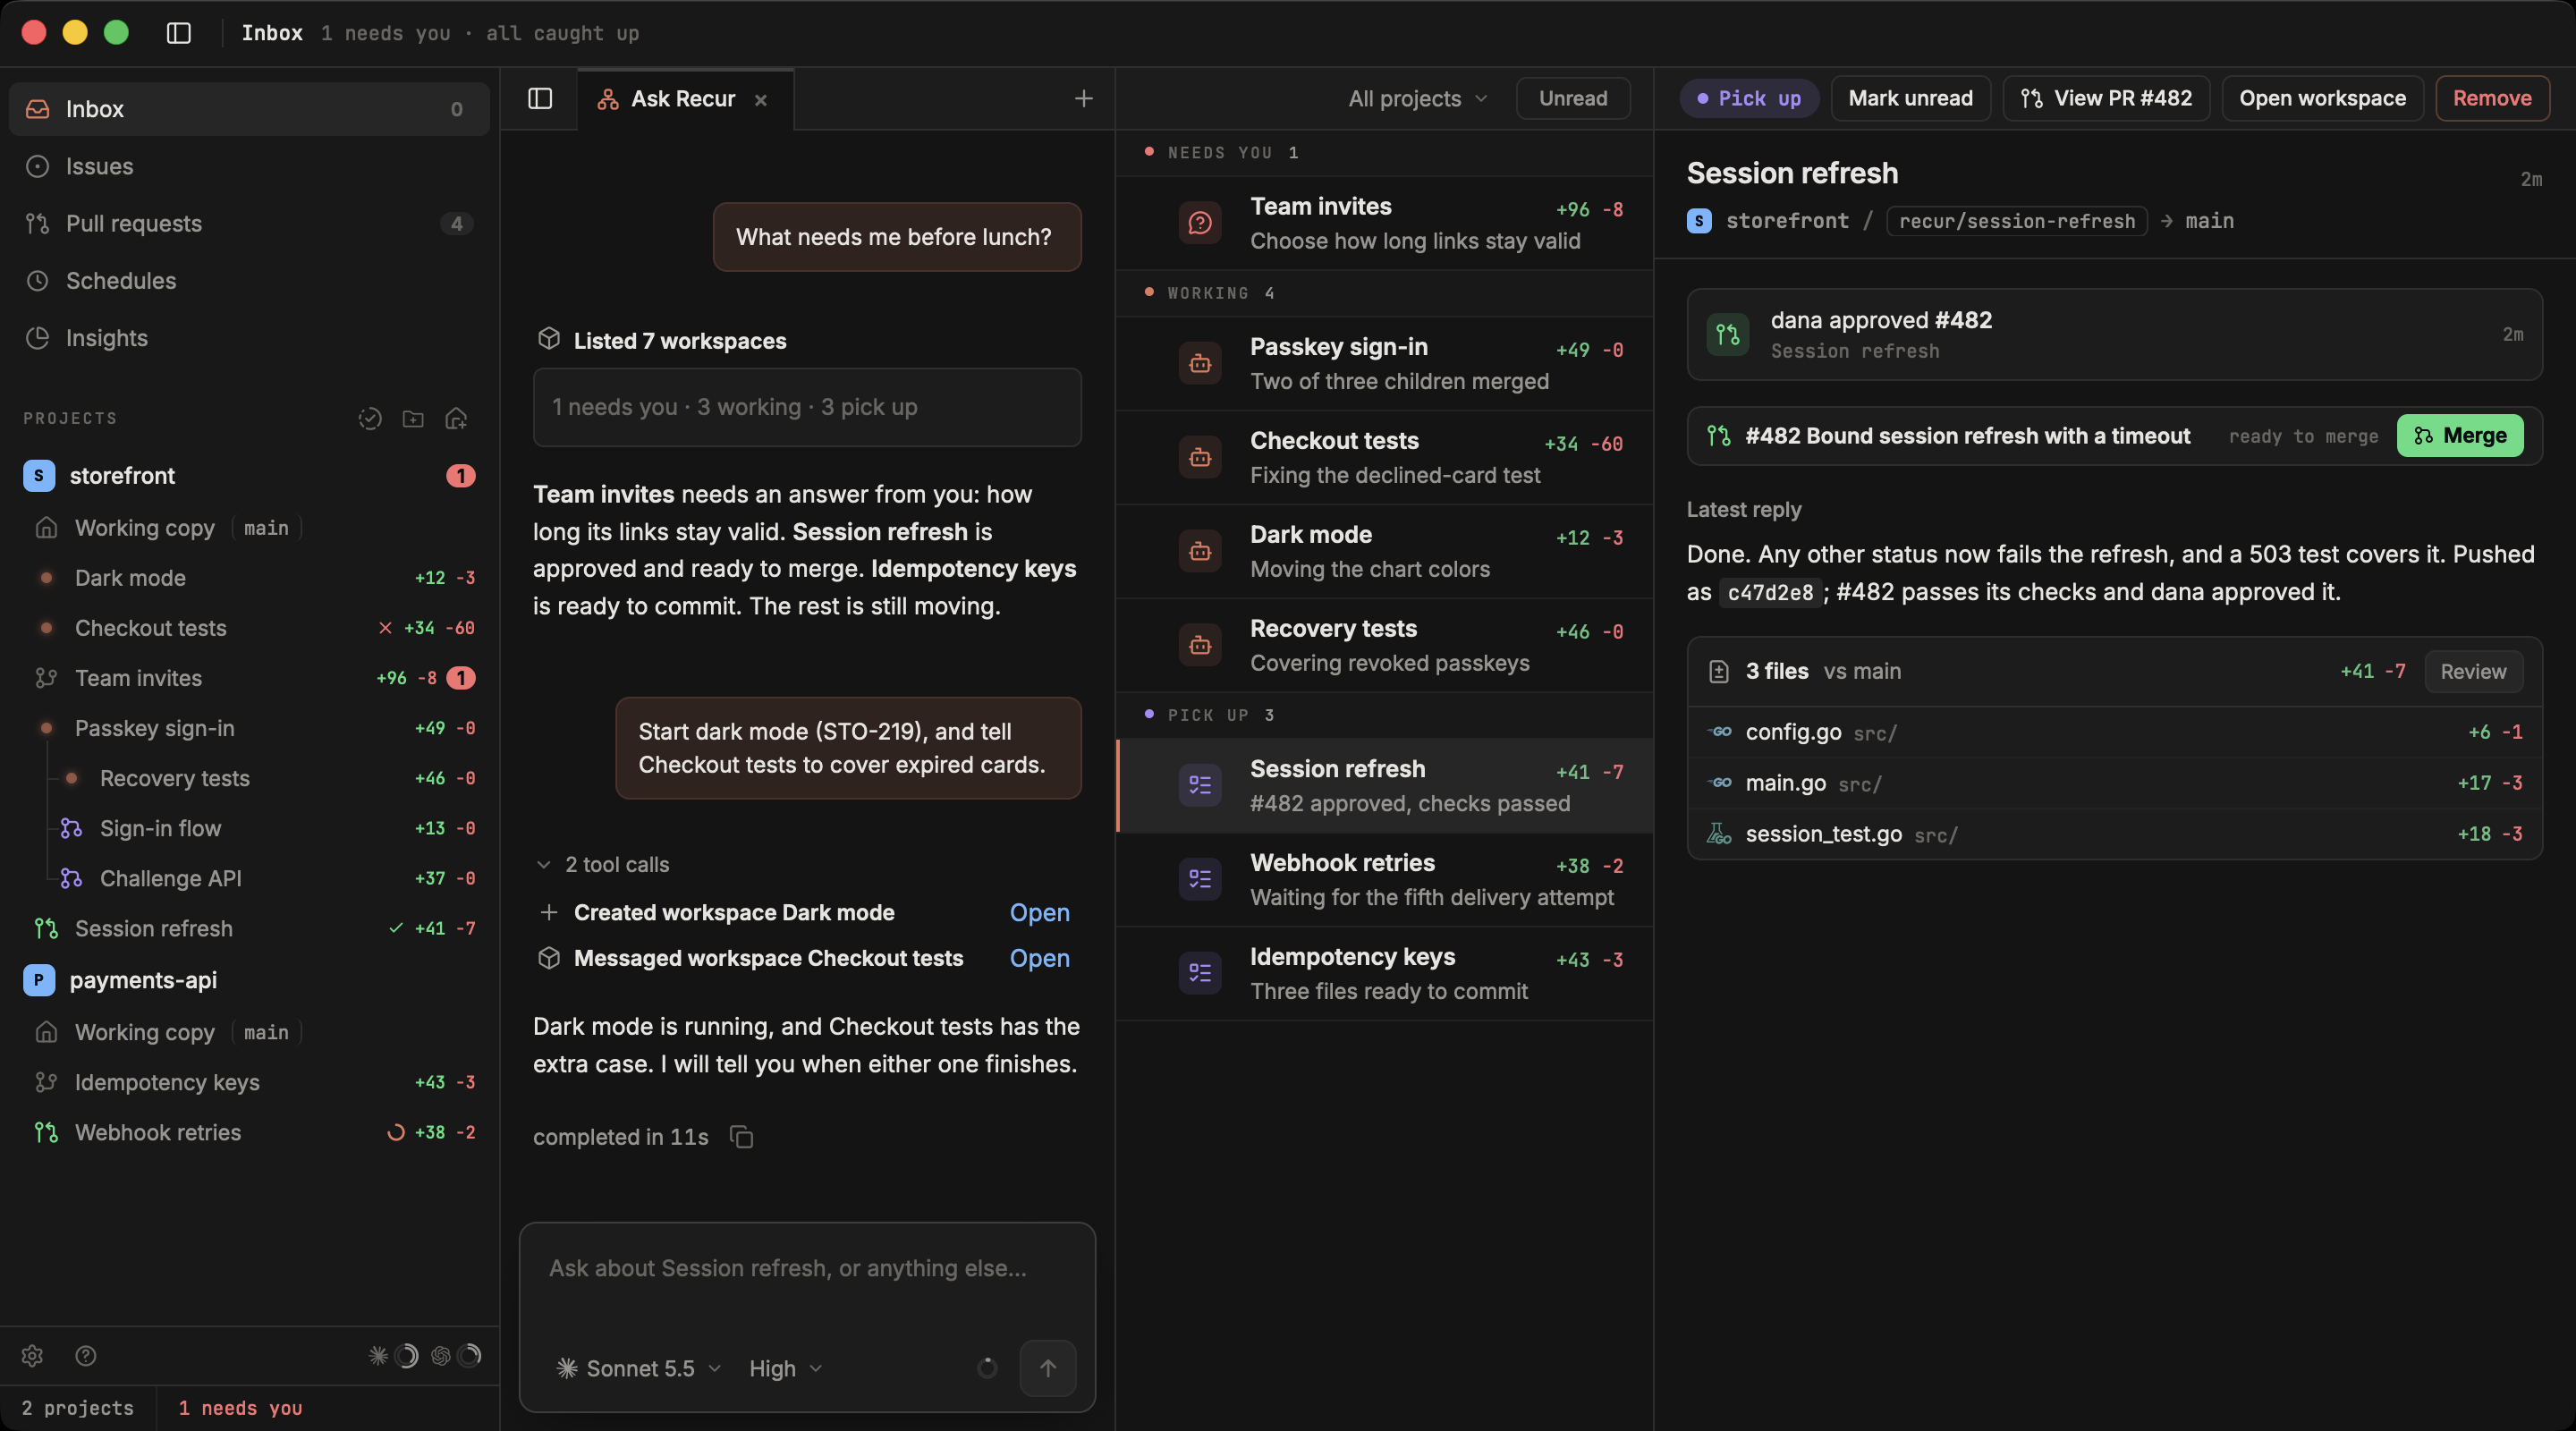 Inbox 1 needs you · all caught up
Inbox 0
Issues
Pull requests 4
Schedules
Insights
PROJECTS
S storefront 1
Working copy main
Dark mode +12 -3
Checkout tests +34 -60
Team invites +96 -8 1
Passkey sign-in +49 -0
Recovery tests +46 -0
Sign-in flow +13 -0
Challenge API +37 -0
Session refresh +41 -7
P payments-api
Working copy main
Idempotency keys +43 -3
Webhook retries +38 -2
2 projects 1 needs you
Ask Recur
What needs me before lunch?
Listed 7 workspaces
1 needs you · 3 working · 3 pick up
Team invites needs an answer from you: how
long its links stay valid. Session refresh is
approved and ready to merge. Idempotency keys
is ready to commit. The rest is still moving.
Start dark mode (STO-219), and tell
Checkout tests to cover expired cards.
2 tool calls
Created workspace Dark mode Open
Messaged workspace Checkout tests Open
Dark mode is running, and Checkout tests has the
extra case. I will tell you when either one finishes.
completed in 11s
Ask about Session refresh, or anything else...
Sonnet 5.5 High
All projects Unread
NEEDS YOU 1
Team invites +96 -8
Choose how long links stay valid
WORKING 4
Passkey sign-in +49 -0
Two of three children merged
Checkout tests +34 -60
Fixing the declined-card test
Dark mode +12 -3
Moving the chart colors
Recovery tests +46 -0
Covering revoked passkeys
PICK UP 3
Session refresh +41 -7
#482 approved, checks passed
Webhook retries +38 -2
Waiting for the fifth delivery attempt
Idempotency keys +43 -3
Three files ready to commit
Pick up Mark unread View PR #482 Open workspace Remove
Session refresh 2m
S storefront / recur/session-refresh → main
dana approved #482 2m
Session refresh
#482 Bound session refresh with a timeout ready to merge Merge
Latest reply
Done. Any other status now fails the refresh, and a 503 test covers it. Pushed
as c47d2e8; #482 passes its checks and dana approved it.
3 files vs main +41 -7 Review
GO config.go src/ +6 -1
GO main.go src/ +17 -3
GO session_test.go src/ +18 -3